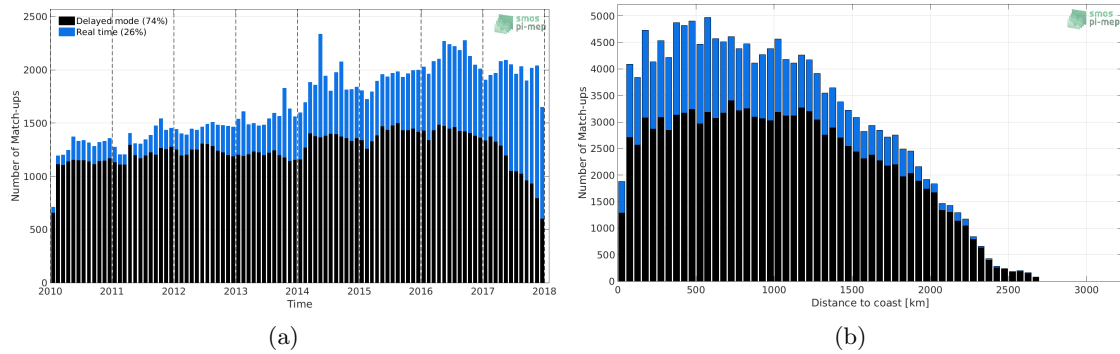 Delayed mode (74%)
Real time (26%)
smos
pi-mep
Number of Match-ups
2500
2000
1500
1000
500
0
2010 2011 2012 2013 2014 2015 2016 2017 2018
Time
(a)
smos
pi-mep
Number of Match-ups
5000
4500
4000
3500
3000
2500
2000
1500
1000
500
0
0 500 1000 1500 2000 2500 3000
Distance to coast [km]
(b)